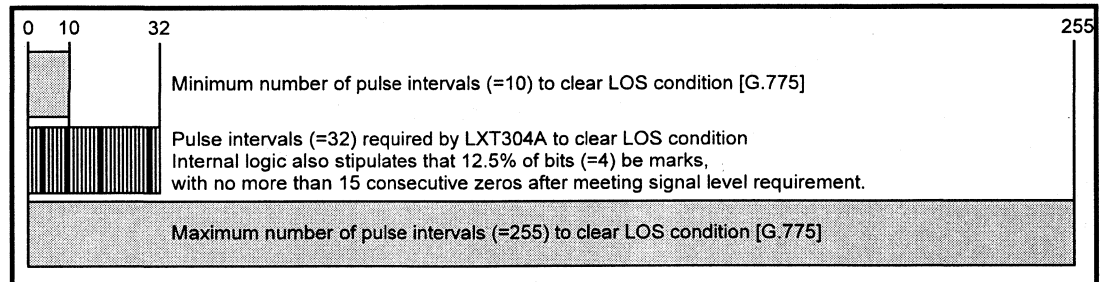 0 10 32 255
Minimum number of pulse intervals (=10) to clear LOS condition [G.775]
Pulse intervals (=32) required by LXT304A to clear LOS condition
Internal logic also stipulates that 12.5% of bits (=4) be marks,
with no more than 15 consecutive zeros after meeting signal level requirement.
Maximum number of pulse intervals (=255) to clear LOS condition [G.775]